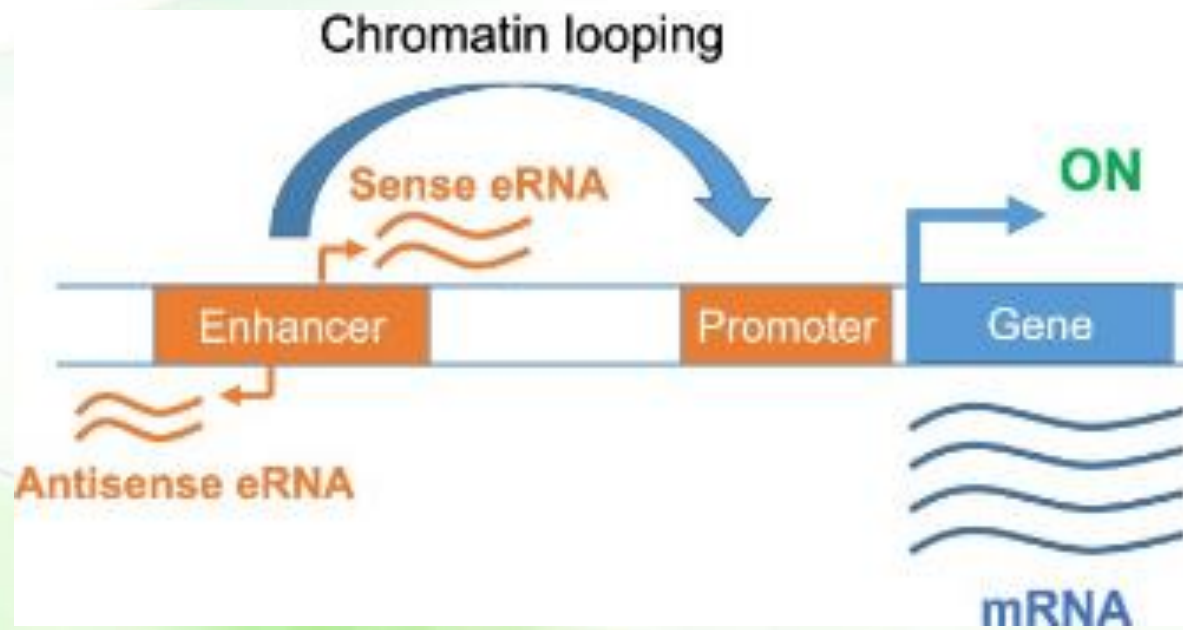 Chromatin looping
Sense eRNA
ON
Enhancer
Promoter
Gene
Antisense eRNA
mRNA